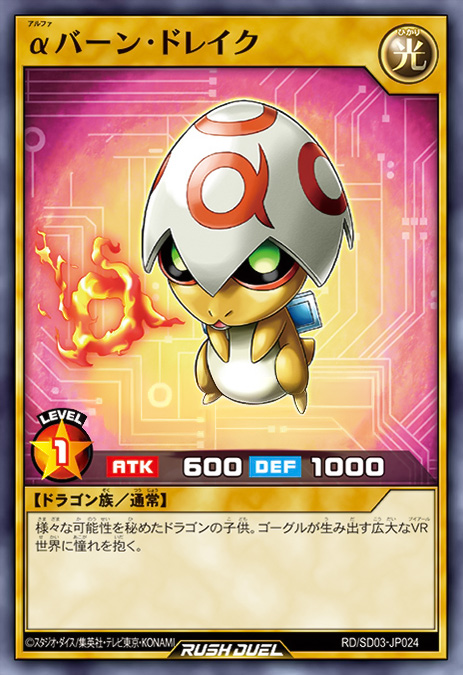 アルファ
αバーン・ドレイク
ひかり
光
α
α
LEVEL
1
ATK 600 DEF 1000
【ドラゴン族／通常】
様々な可能性を秘めたドラゴンの子供。ゴーグルが生み出す広大なVR
世界に憧れを抱く。
©スタジオ・ダイス/集英社・テレビ東京・KONAMI
RUSH DUEL
RD/SD03-JP024